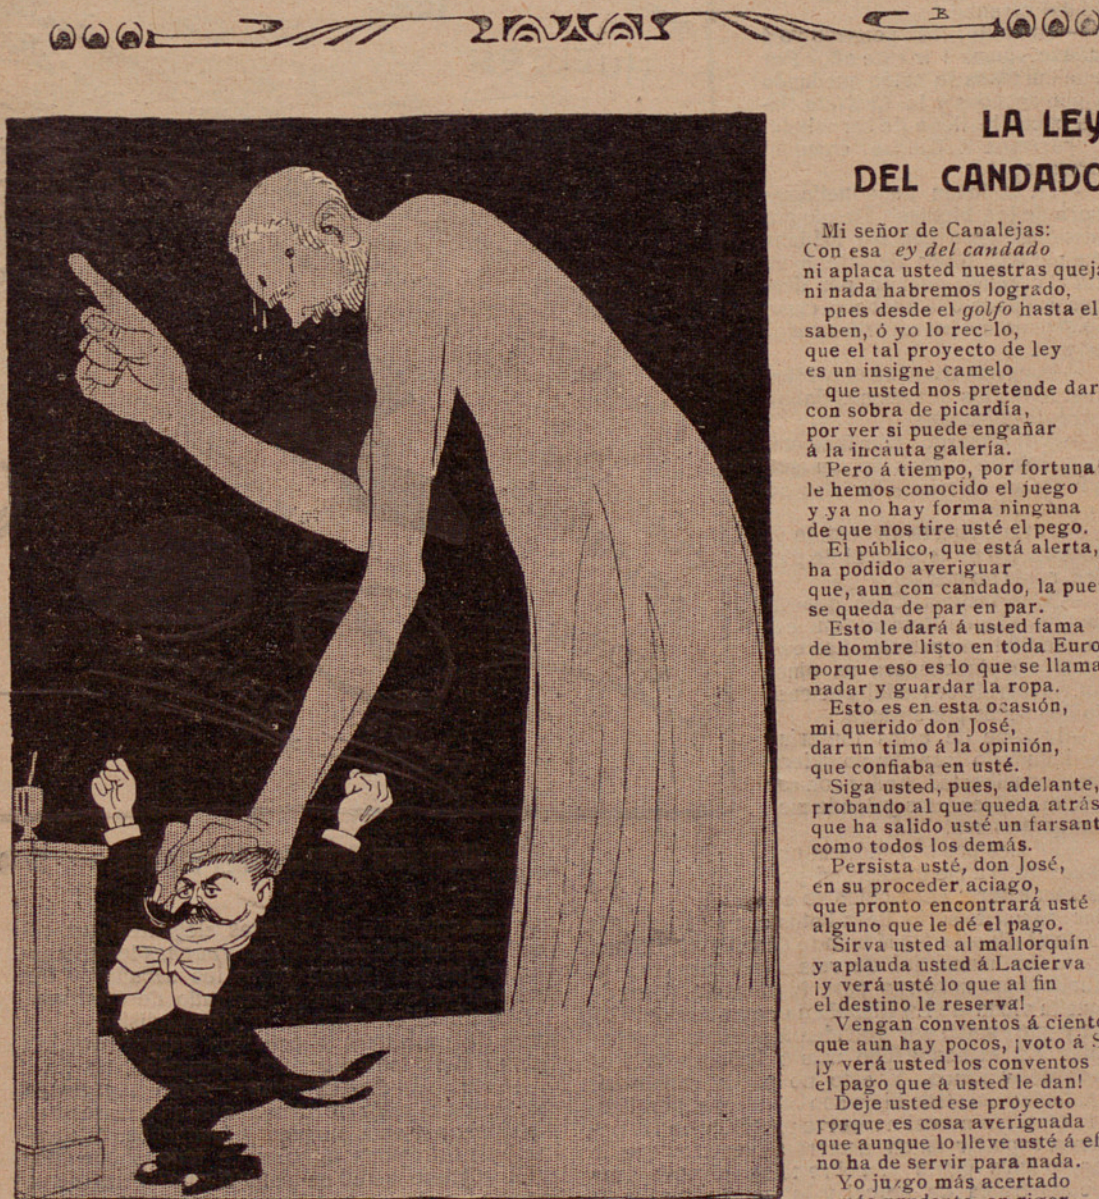 LA LEY
DEL CANDADO
Mi señor de Canalejas:
Con esa ey del candado
ni aplaca usted nuestras queja
ni nada habremos logrado,
pues desde el golfo hasta el
saben, ó yo lo rec lo,
que el tal proyecto de ley
es un insigne camelo
que usted nos pretende dar
con sobra de picardía,
por ver si puede engañar
á la incauta galería.
Pero á tiempo, por fortuna
le hemos conocido el juego
y ya no hay forma ninguna
de que nos tire usté el pego.
El público, que está alerta,
ha podido averiguar
que, aun con candado, la pue
se queda de par en par.
Esto le dará á usted fama
de hombre listo en toda Euro
porque eso es lo que se llama
nadar y guardar la ropa.
Esto es en esta ocasión,
mi querido don José,
dar un timo á la opinión,
que confiaba en usté.
Siga usted, pues, adelante,
probando al que queda atrás
que ha salido usté un farsant
como todos los demás.
Persista usté, don José,
en su proceder aciago,
que pronto encontrará usté
alguno que le dé el pago.
Sirva usted al mallorquín
y aplauda usted á Lacierva
¡y verá usté lo que al fin
el destino le reserva!
Vengan conventos á ciento
que aun hay pocos, ¡voto á S
¡y verá usted los conventos
el pago que a usted le dan!
Deje usted ese proyecto
porque es cosa averiguada
que aunque lo lleve usté á ef
no ha de servir para nada.
Yo juzgo más acertado